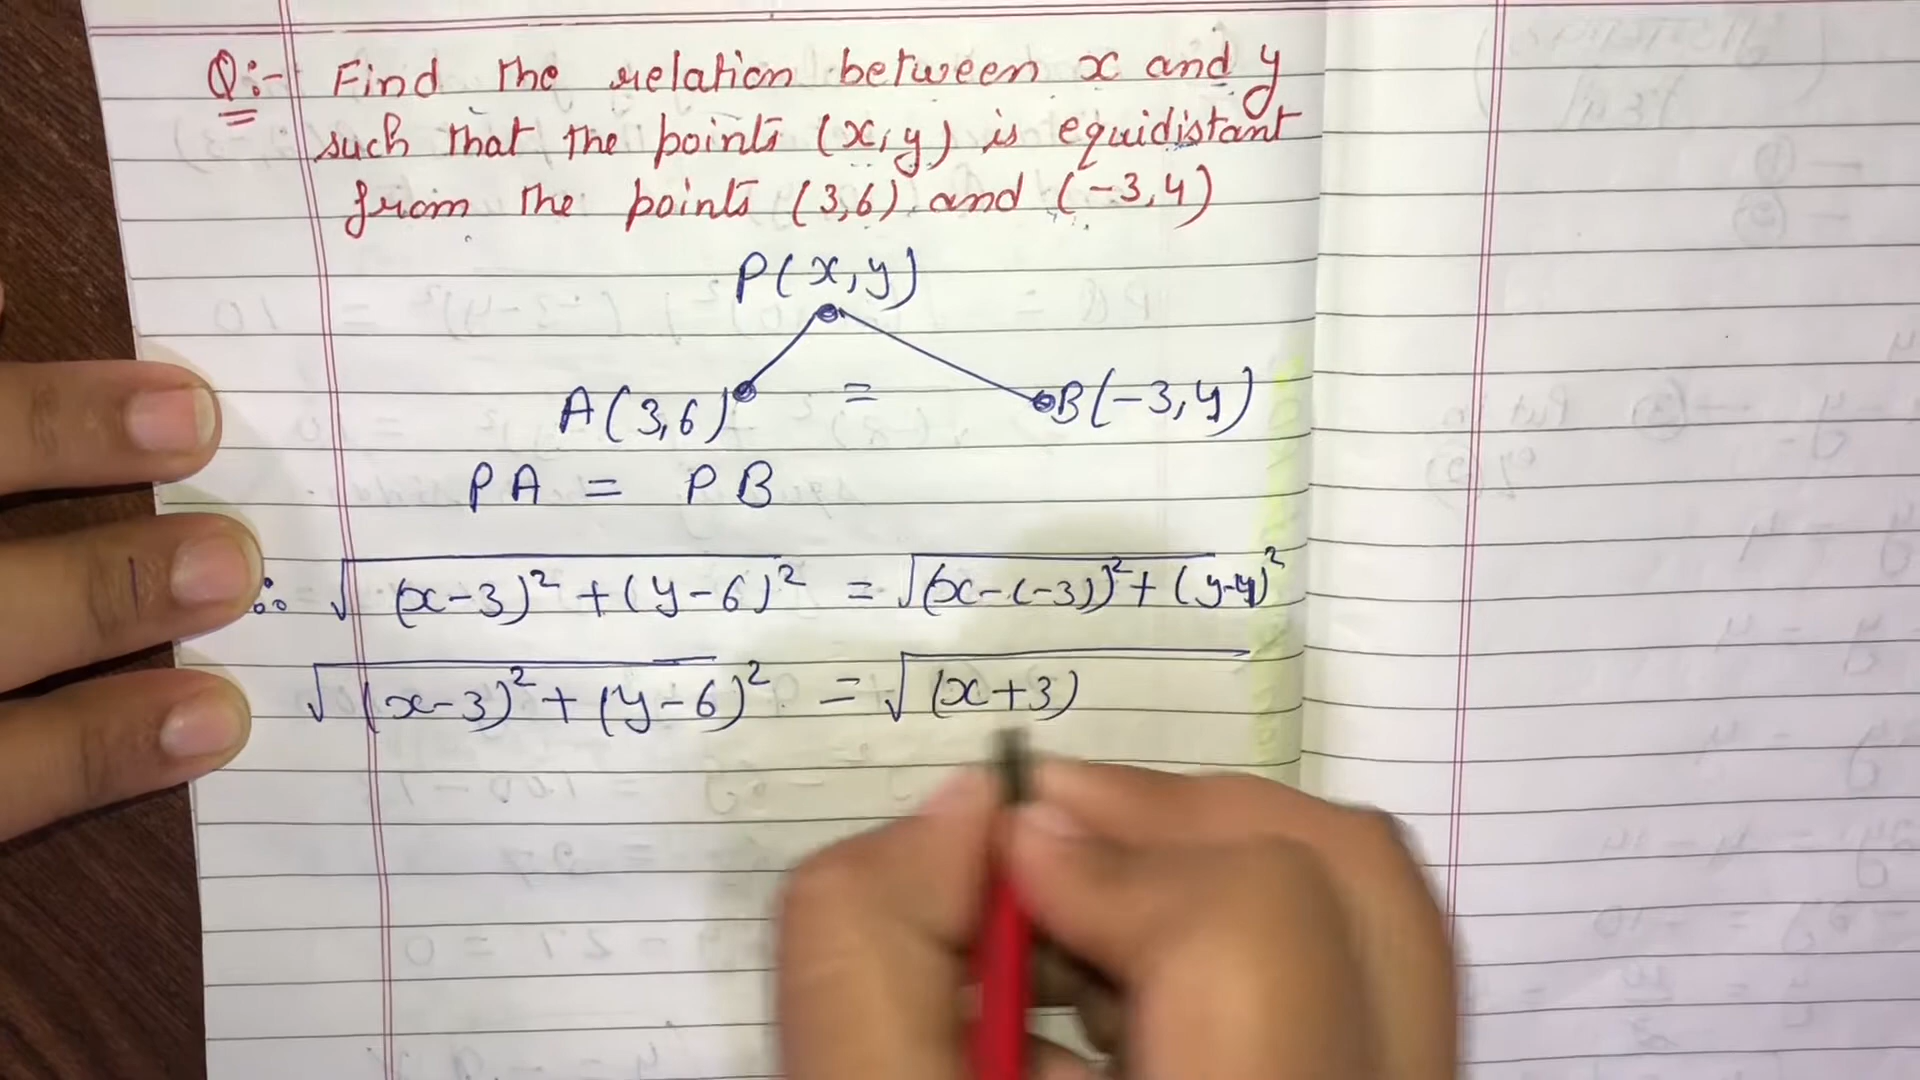 Q:- Find the relation between x and y
such that the points (x,y) is equidistant
from the points (3,6) and (-3,4)
P(x,y)
A(3,6) = B(-3,4)
PA = PB
∴ √(x-3)²+(y-6)² = √(x-(-3))²+(y-4)²
√(x-3)²+(y-6)² = √(x+3)